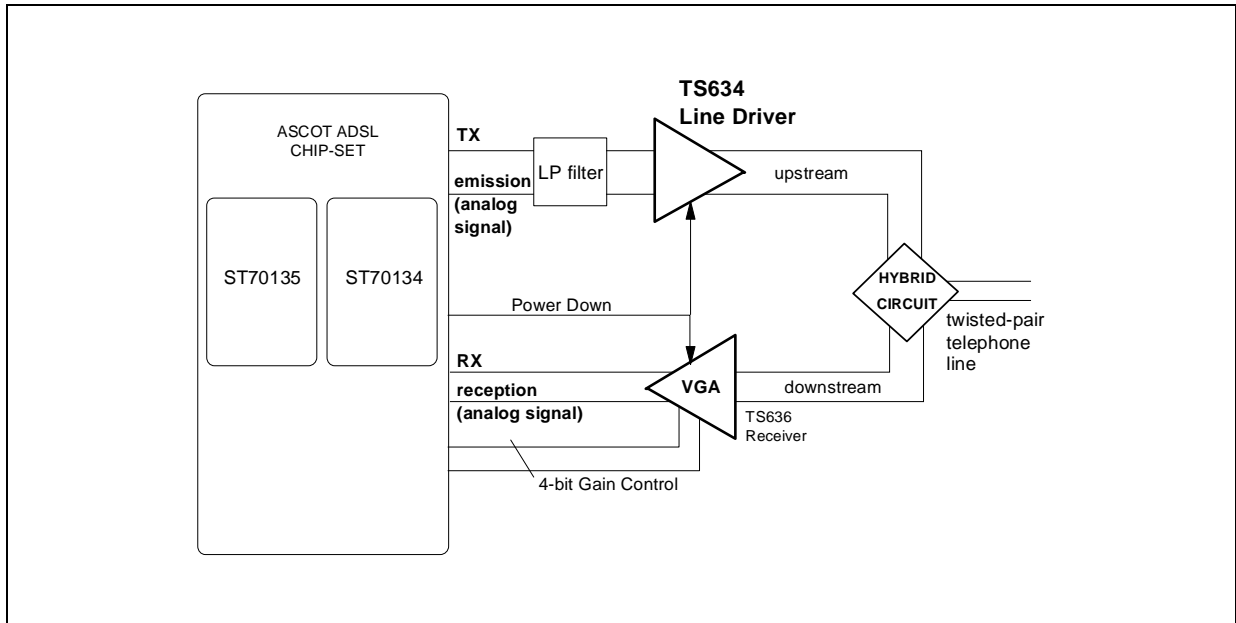 TS634
Line Driver
ASCOT ADSL
CHIP-SET
TX
LP filter
emission
(analog
signal)
upstream
ST70135
ST70134
HYBRID
CIRCUIT
Power Down
twisted-pair
telephone
line
RX
VGA
downstream
reception
(analog signal)
TS636
Receiver
4-bit Gain Control